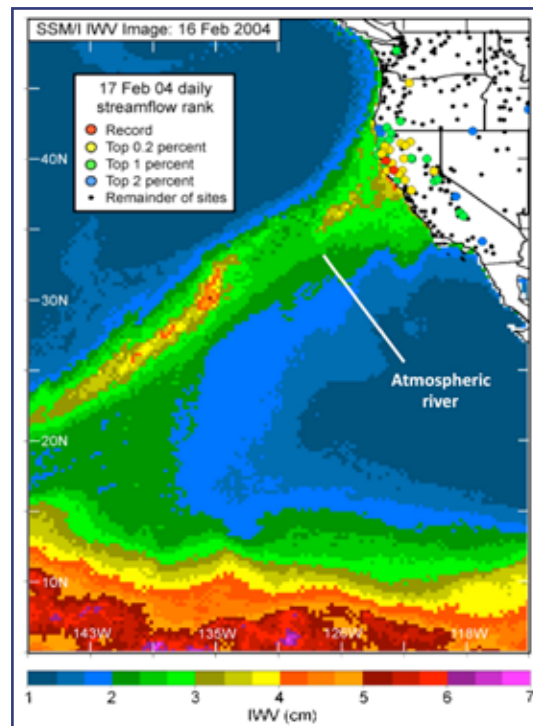 SSM/I IWV Image: 16 Feb 2004
17 Feb 04 daily
streamflow rank
Record
Top 0.2 percent
Top 1 percent
Top 2 percent
Remainder of sites
40N
30N
Atmospheric
river
20N
10N
143W 135W 126W 118W
1 2 3 4 5 6 7
IWV (cm)